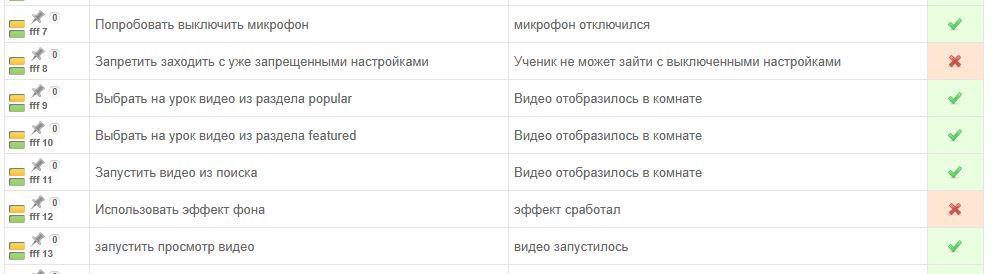 0
fff 7 Попробовать выключить микрофон микрофон отключился
0
fff 8 Запретить заходить с уже запрещенными настройками Ученик не может зайти с выключенными настройками
0
fff 9 Выбрать на урок видео из раздела popular Видео отобразилось в комнате
0
fff 10 Выбрать на урок видео из раздела featured Видео отобразилось в комнате
0
fff 11 Запустить видео из поиска Видео отобразилось в комнате
0
fff 12 Использовать эффект фона эффект сработал
0
fff 13 запустить просмотр видео видео запустилось